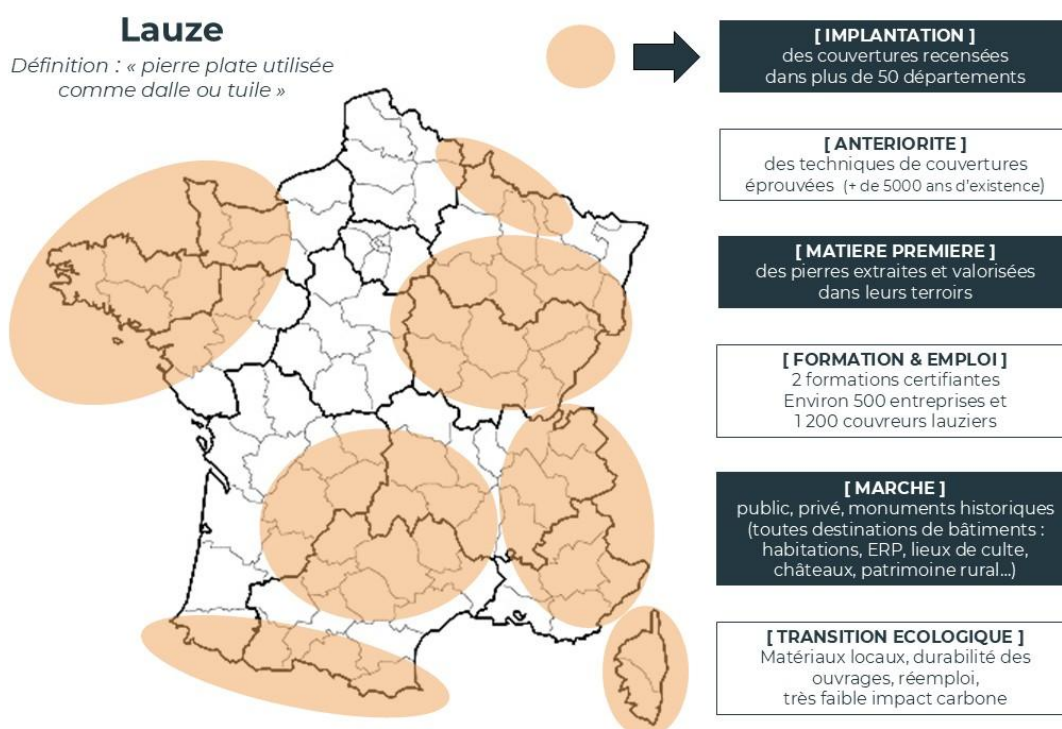 Lauze
Définition : « pierre plate utilisée
comme dalle ou tuile »
[ IMPLANTATION ]
des couvertures recensées
dans plus de 50 départements
[ ANTERIORITE ]
des techniques de couvertures
éprouvées (+ de 5000 ans d'existence)
[ MATIERE PREMIERE ]
des pierres extraites et valorisées
dans leurs terroirs
[ FORMATION & EMPLOI ]
2 formations certifiantes
Environ 500 entreprises et
1 200 couvreurs lauziers
[ MARCHE ]
public, privé, monuments historiques
(toutes destinations de bâtiments :
habitations, ERP, lieux de culte,
châteaux, patrimoine rural...)
[ TRANSITION ECOLOGIQUE ]
Matériaux locaux, durabilité des
ouvrages, réemploi,
très faible impact carbone